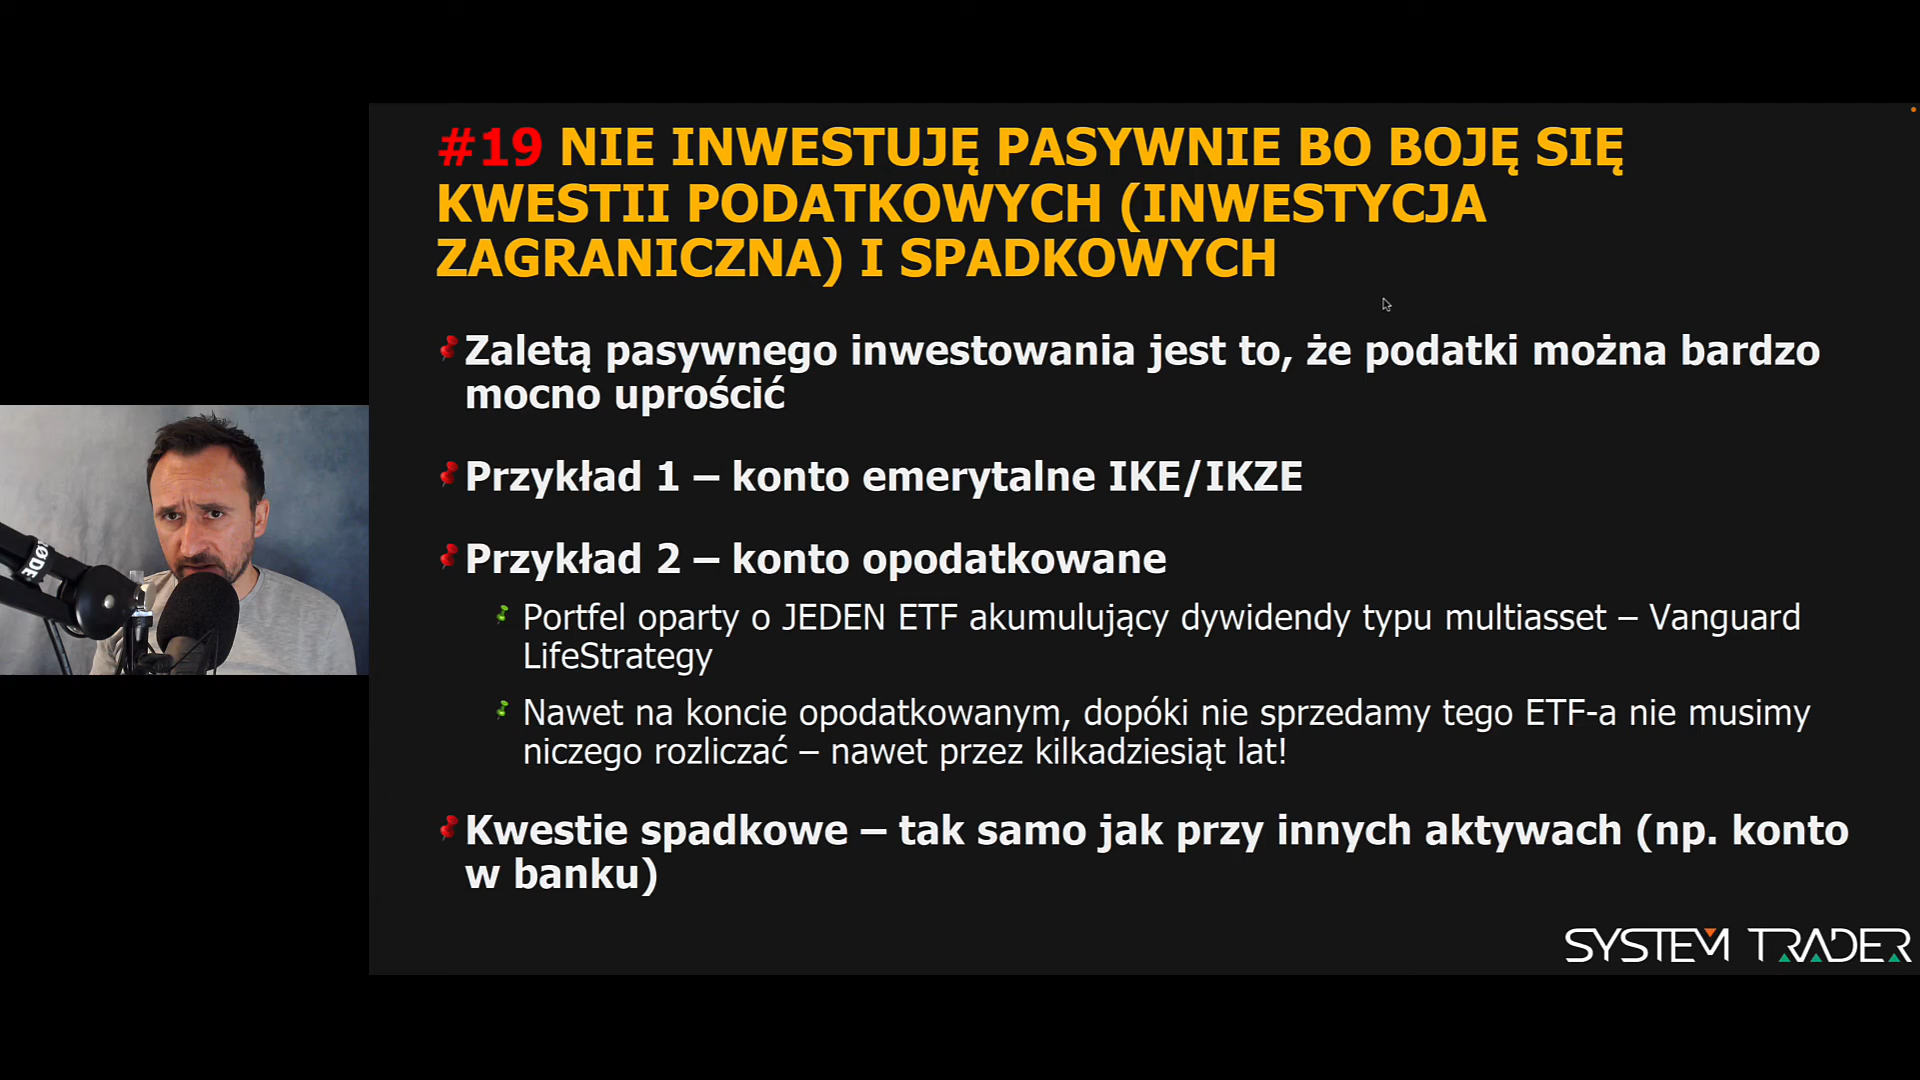 #19 NIE INWESTUJĘ PASYWNIE BO BOJĘ SIĘ
KWESTII PODATKOWYCH (INWESTYCJA
ZAGRANICZNA) I SPADKOWYCH
Zaletą pasywnego inwestowania jest to, że podatki można bardzo
mocno uprościć
Przykład 1 – konto emerytalne IKE/IKZE
Przykład 2 – konto opodatkowane
Portfel oparty o JEDEN ETF akumulujący dywidendy typu multiasset – Vanguard
LifeStrategy
Nawet na koncie opodatkowanym, dopóki nie sprzedamy tego ETF-a nie musimy
niczego rozliczać – nawet przez kilkadziesiąt lat!
Kwestie spadkowe – tak samo jak przy innych aktywach (np. konto
w banku)
RØDE
SYSTEM TRADER